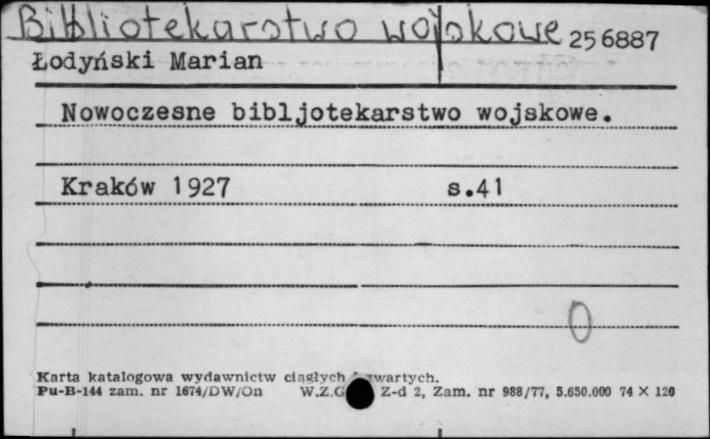 Bibliotekarstwo wojskowe 256887
Łodyński Marian
Nowoczesne bibljotekarstwo wojskowe.
Kraków 1927 s.41
0
Karta katalogowa wydawnictw ciągłych zwartych.
Pu-B-144 zam. nr 1674/DW/On W.Z.G Z-d 2, Zam. nr 988/77, 5.650.000 74 X 120